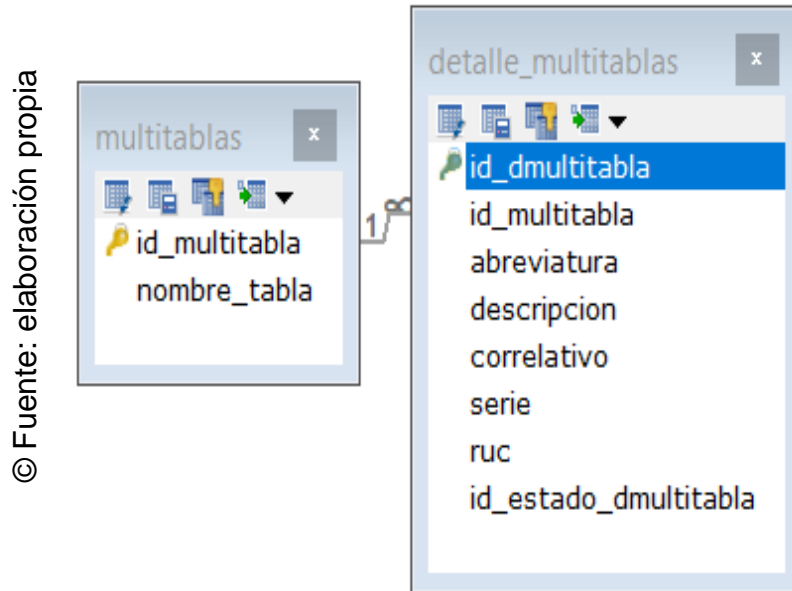 © Fuente: elaboración propia
multitablas
x
id_multitabla
nombre_tabla
1
detalle_multitablas
x
id_dmultitabla
id_multitabla
abreviatura
descripcion
correlativo
serie
ruc
id_estado_dmultitabla